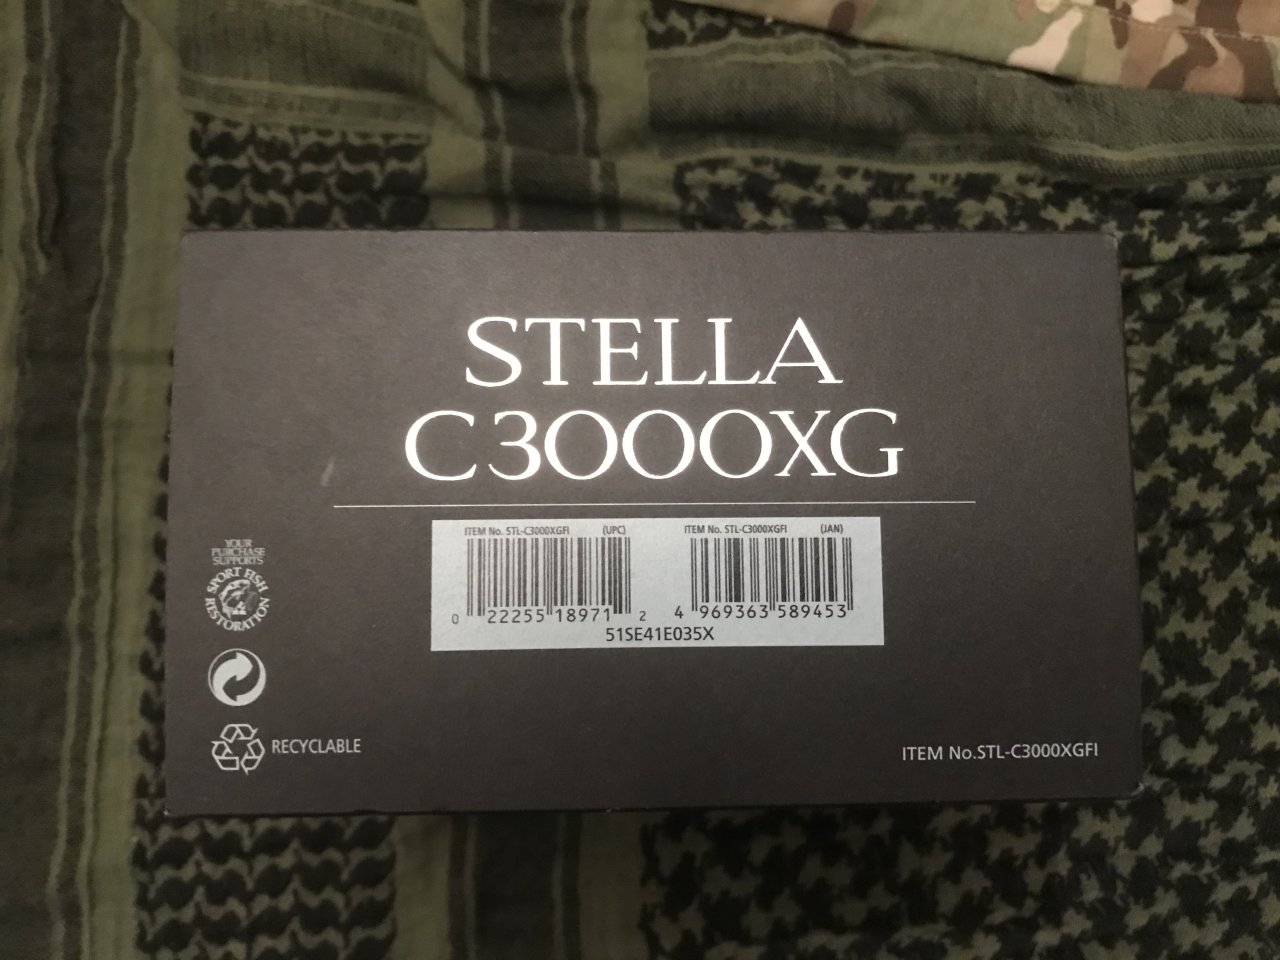 STELLA
C3000XG
ITEM No. STL-C3000XGFI (UPC)
ITEM No. STL-C3000XGFI (JAN)
0 22255 18971 2
4 969363 589453
51SE41E035X
YOUR
PURCHASE
SUPPORTS
SPORT FISH
RESTORATION
RECYCLABLE
ITEM No.STL-C3000XGFI